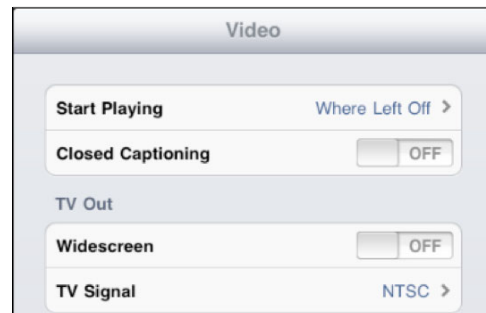 Video
Start Playing Where Left Off >
Closed Captioning OFF
TV Out
Widescreen OFF
TV Signal NTSC >